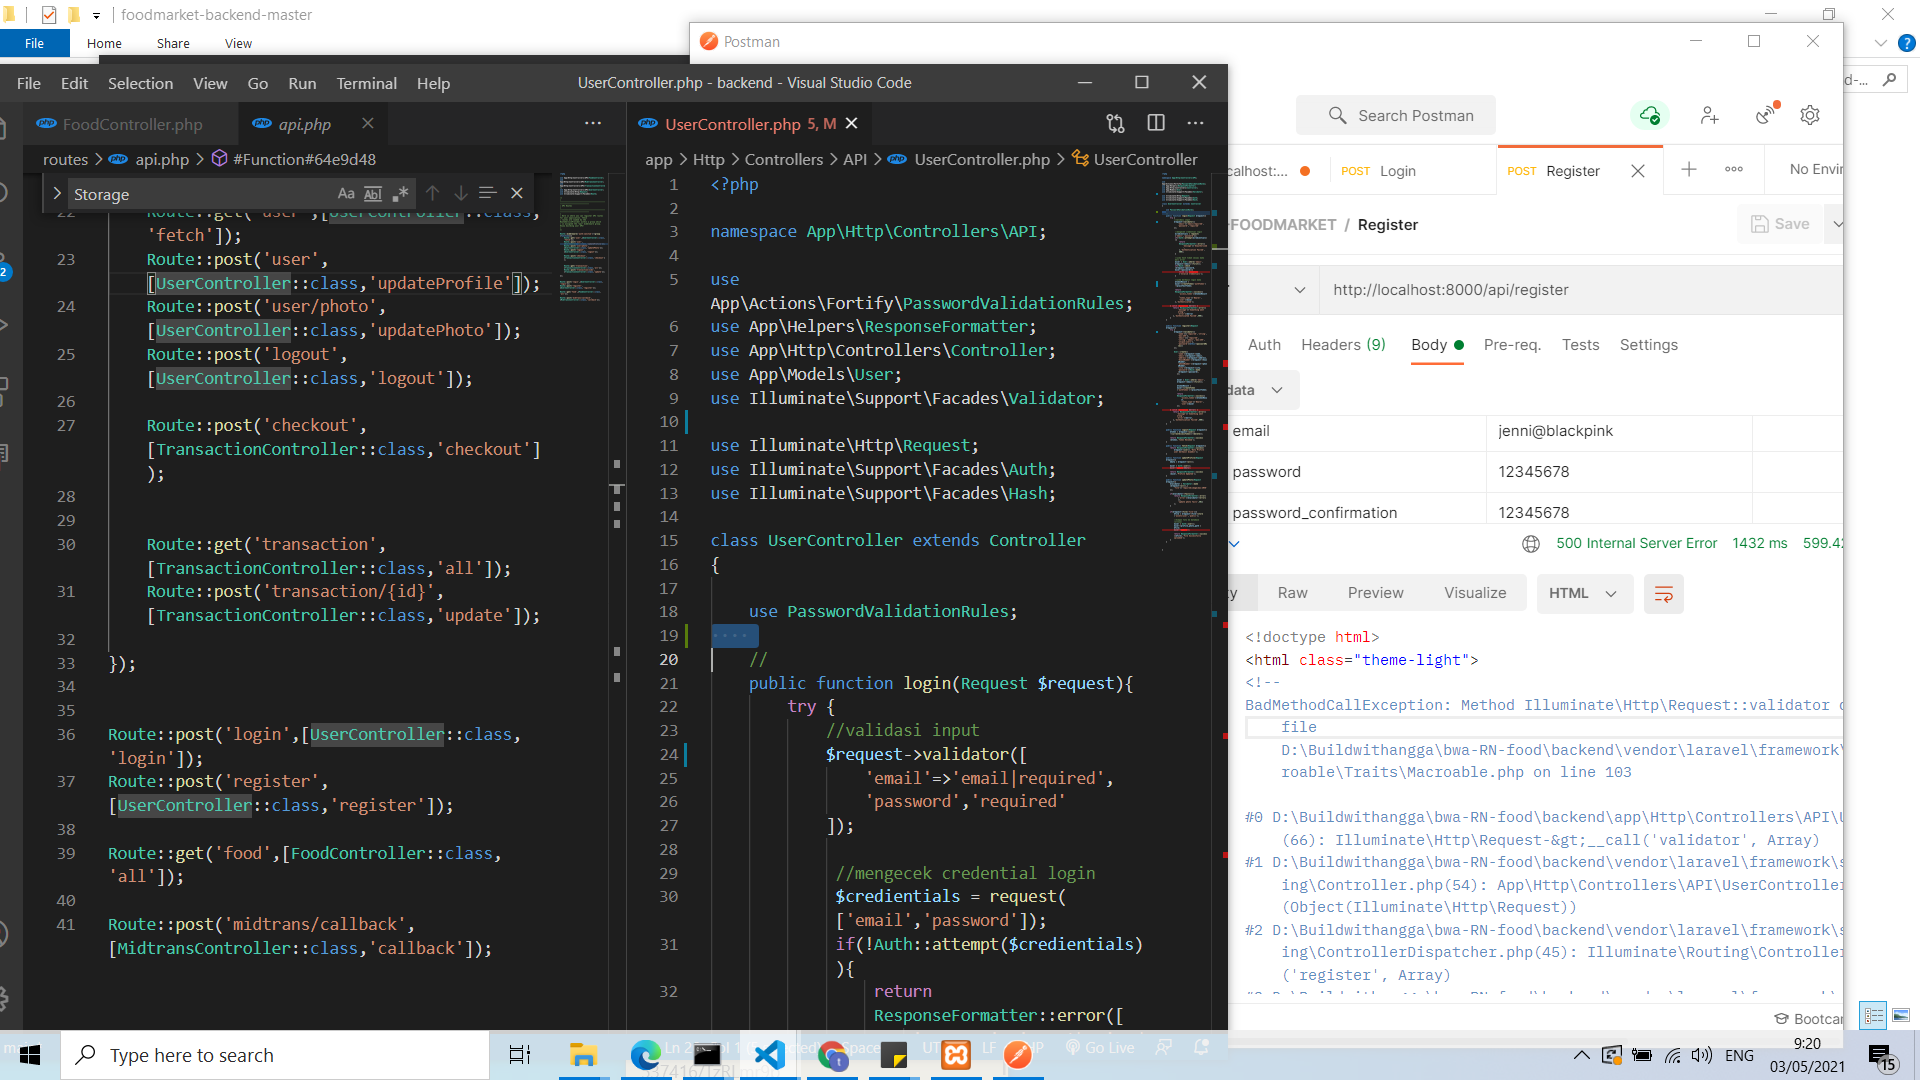 foodmarket-backend-master
File Home Share View
Postman
File Edit Selection View Go Run Terminal Help
UserController.php - backend - Visual Studio Code
FoodController.php
api.php
routes > api.php > #Function#64e9d48
Storage
'fetch']);
23 Route::post('user',
[UserController::class,'updateProfile']);
24 Route::post('user/photo',
[UserController::class,'updatePhoto']);
25 Route::post('logout',
[UserController::class,'logout']);
26
27 Route::post('checkout',
[TransactionController::class,'checkout']
);
28
29
30 Route::get('transaction',
[TransactionController::class,'all']);
31 Route::post('transaction/{id}',
[TransactionController::class,'update']);
32
33 });
34
35
36 Route::post('login',[UserController::class,
'login']);
37 Route::post('register',
[UserController::class,'register']);
38
39 Route::get('food',[FoodController::class,
'all']);
40
41 Route::post('midtrans/callback',
[MidtransController::class,'callback']);
UserController.php 5, M
app > Http > Controllers > API > UserController.php > UserController
1 <?php
2
3 namespace App\Http\Controllers\API;
4
5 use
App\Actions\Fortify\PasswordValidationRules;
6 use App\Helpers\ResponseFormatter;
7 use App\Http\Controllers\Controller;
8 use App\Models\User;
9 use Illuminate\Support\Facades\Validator;
10
11 use Illuminate\Http\Request;
12 use Illuminate\Support\Facades\Auth;
13 use Illuminate\Support\Facades\Hash;
14
15 class UserController extends Controller
16 {
17
18 use PasswordValidationRules;
19
20 //
21 public function login(Request $request){
22 try {
23 //validasi input
24 $request->validator([
25 'email'=>'email|required',
26 'password','required'
27 ]);
28
29 //mengecek credential login
30 $credientials = request(
['email','password']);
31 if(!Auth::attempt($credientials)
){
32 return
ResponseFormatter::error([
Search Postman
POST Login
POST Register
No Envir
FOODMARKET / Register
Save
http://localhost:8000/api/register
Auth Headers (9) Body Pre-req. Tests Settings
data
email jenni@blackpink
password 12345678
password_confirmation 12345678
500 Internal Server Error 1432 ms 599.42
Raw Preview Visualize HTML
<!doctype html>
<html class="theme-light">
<!--
BadMethodCallException: Method Illuminate\Http\Request::validator
file
D:\Buildwithangga\bwa-RN-food\backend\vendor\laravel\framework\
roable\Traits\Macroable.php on line 103
#0 D:\Buildwithangga\bwa-RN-food\backend\app\Http\Controllers\API\U
(66): Illuminate\Http\Request-&gt;__call('validator', Array)
#1 D:\Buildwithangga\bwa-RN-food\backend\vendor\laravel\framework\s
ing\Controller.php(54): App\Http\Controllers\API\UserController
(Object(Illuminate\Http\Request))
#2 D:\Buildwithangga\bwa-RN-food\backend\vendor\laravel\framework\s
ing\ControllerDispatcher.php(45): Illuminate\Routing\Controller
('register', Array)
Bootcar
Go Live
Type here to search
ENG
9:20
03/05/2021
15